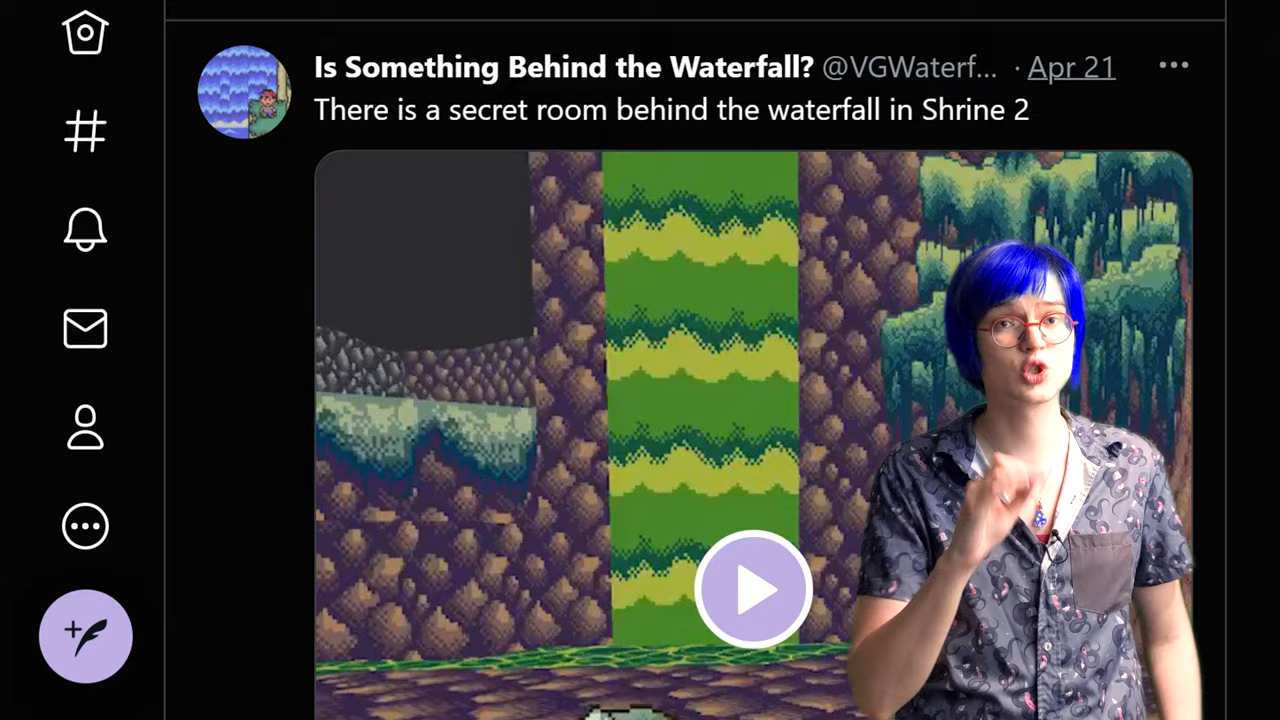 Is Something Behind the Waterfall? @VGWaterf... · Apr 21
There is a secret room behind the waterfall in Shrine 2